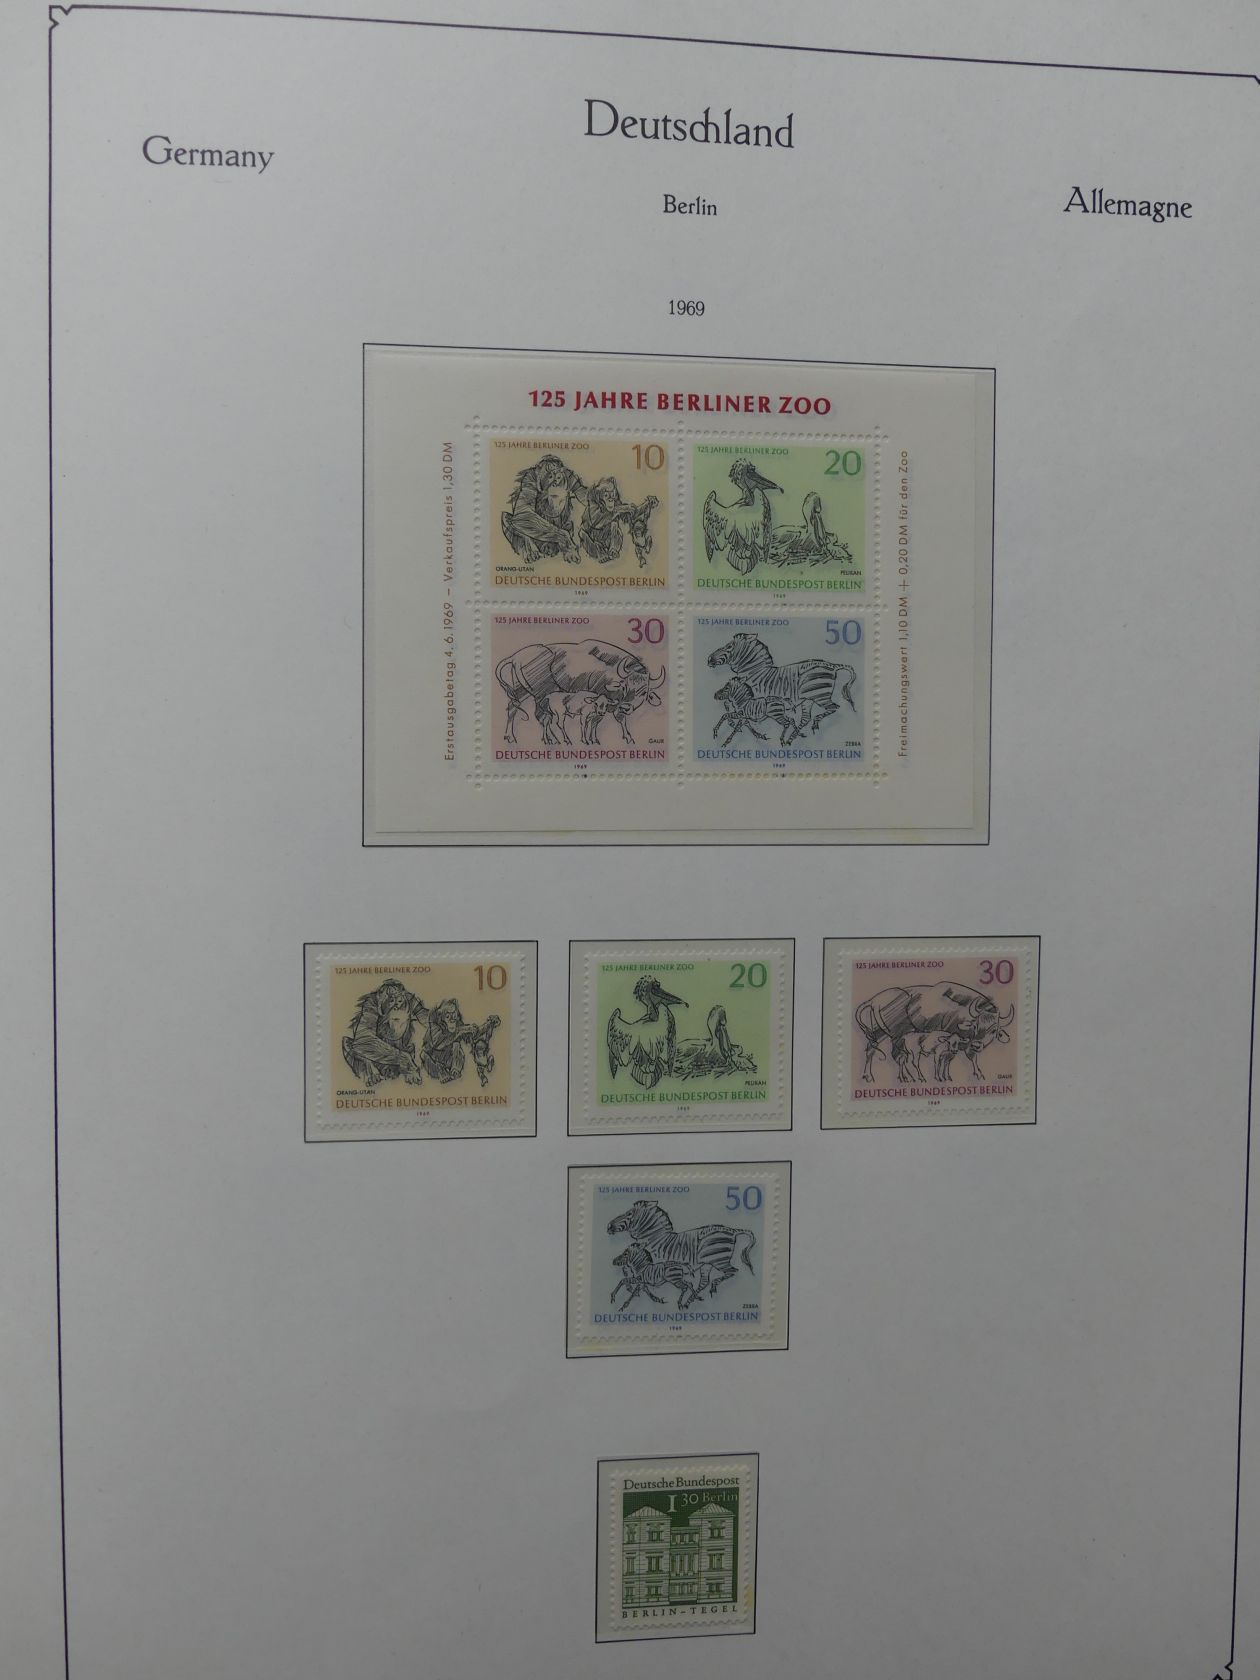 Deutschland
Germany
Berlin
Allemagne
1969
125 JAHRE BERLINER ZOO
Erstausgabetag 4.6.1969 – Verkaufspreis 1,30 DM
125 JAHRE BERLINER ZOO 10
ORANG-UTAN
DEUTSCHE BUNDESPOST BERLIN
1969
125 JAHRE BERLINER ZOO 20
PELIKAN
DEUTSCHE BUNDESPOST BERLIN
1969
125 JAHRE BERLINER ZOO 30
GAUR
DEUTSCHE BUNDESPOST BERLIN
1969
125 JAHRE BERLINER ZOO 50
ZEBRA
DEUTSCHE BUNDESPOST BERLIN
1969
Freimachungswert 1,10 DM + 0,20 DM für den Zoo
125 JAHRE BERLINER ZOO 10
ORANG-UTAN
DEUTSCHE BUNDESPOST BERLIN
1969
125 JAHRE BERLINER ZOO 20
PELIKAN
DEUTSCHE BUNDESPOST BERLIN
1969
125 JAHRE BERLINER ZOO 30
GAUR
DEUTSCHE BUNDESPOST BERLIN
1969
125 JAHRE BERLINER ZOO 50
ZEBRA
DEUTSCHE BUNDESPOST BERLIN
1969
Deutsche Bundespost
1 30 Berlin
BERLIN-TEGEL